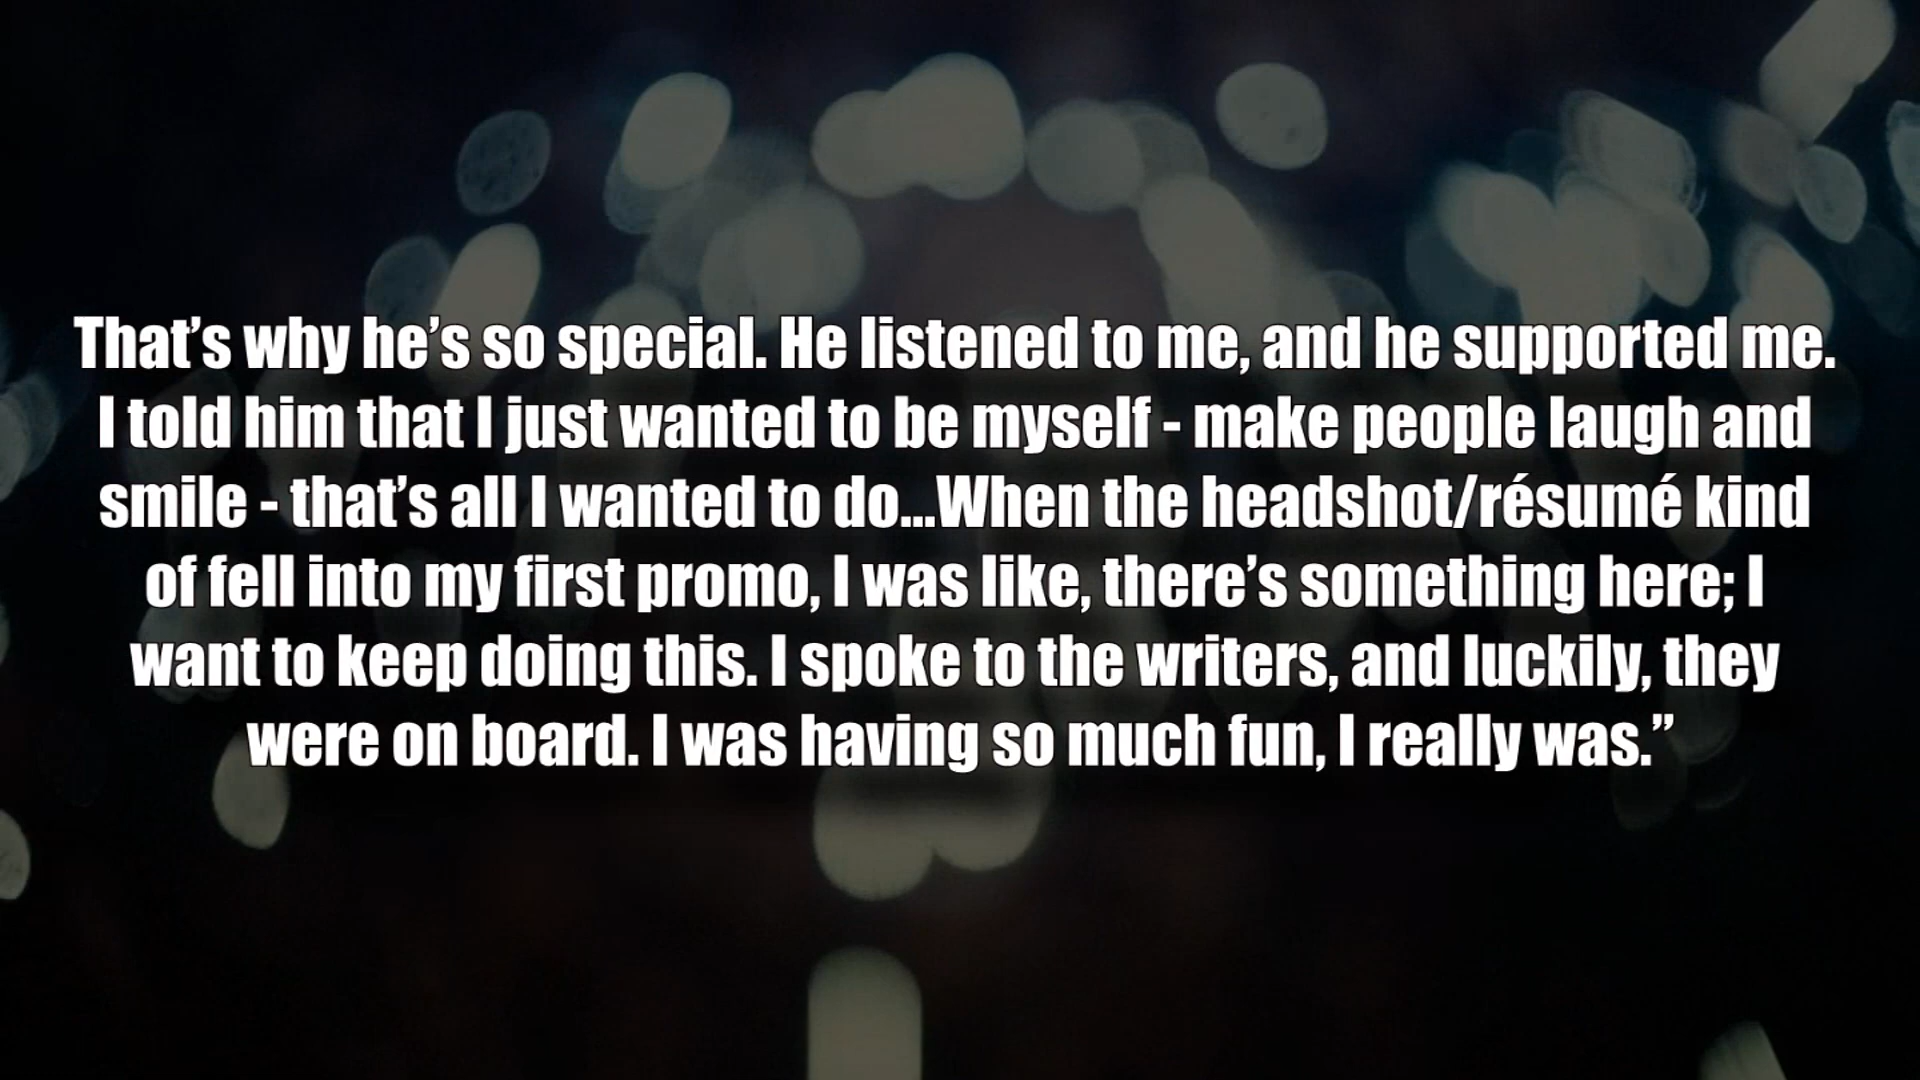 That’s why he’s so special. He listened to me, and he supported me.
I told him that I just wanted to be myself - make people laugh and
smile - that’s all I wanted to do...When the headshot/résumé kind
of fell into my first promo, I was like, there’s something here; I
want to keep doing this. I spoke to the writers, and luckily, they
were on board. I was having so much fun, I really was.”